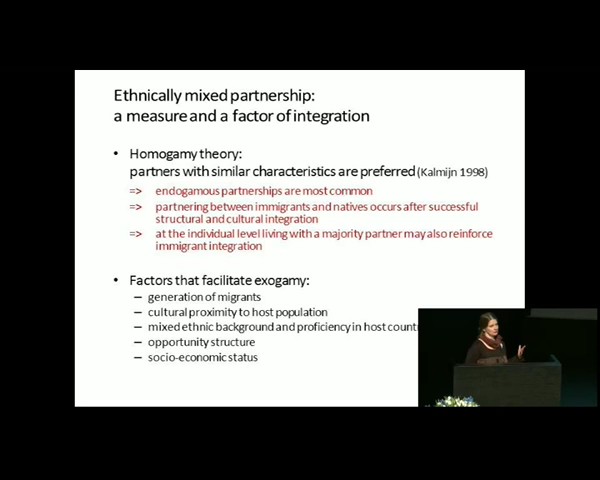 Ethnically mixed partnership:
a measure and a factor of integration
• Homogamy theory:
partners with similar characteristics are preferred (Kalmijn 1998)
=> endogamous partnerships are most common
=> partnering between immigrants and natives occurs after successful
structural and cultural integration
=> at the individual level living with a majority partner may also reinforce
immigrant integration
• Factors that facilitate exogamy:
– generation of migrants
– cultural proximity to host population
– mixed ethnic background and proficiency in host
– opportunity structure
– socio-economic status